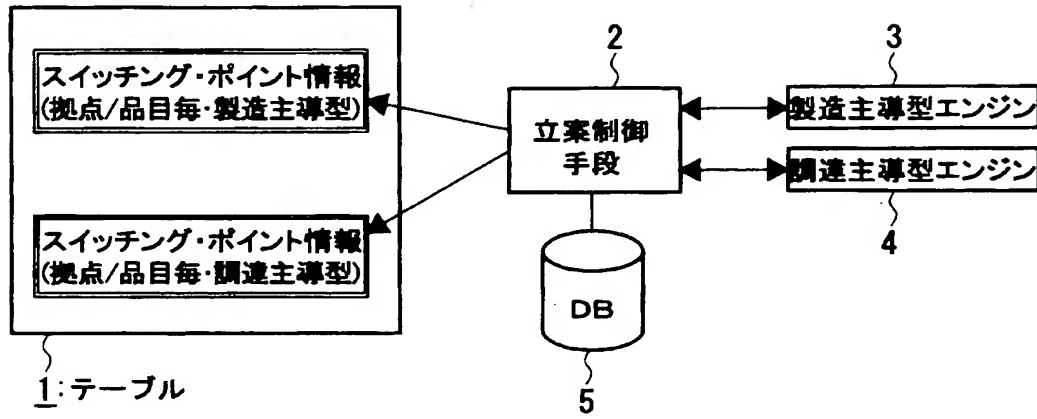 スイッチング・ポイント情報
(拠点/品目毎・製造主導型)
スイッチング・ポイント情報
(拠点/品目毎・調達主導型)
1:テーブル
2
立案制御
手段
DB
5
3
製造主導型エンジン
調達主導型エンジン
4